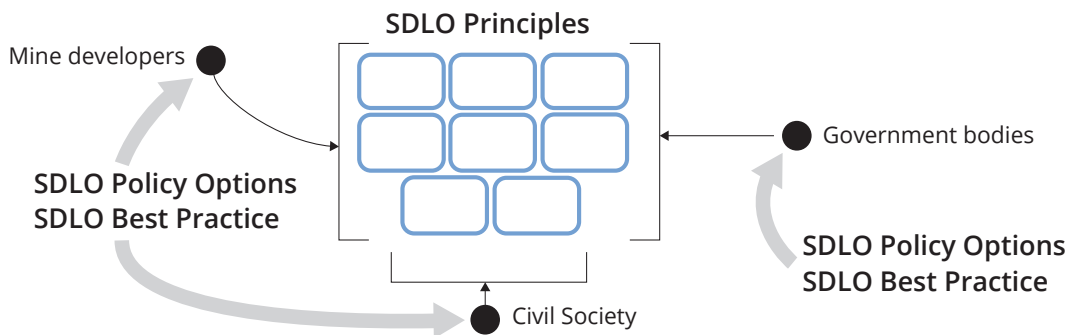 SDLO Principles
Mine developers
Government bodies
SDLO Policy Options
SDLO Best Practice
SDLO Policy Options
SDLO Best Practice
Civil Society